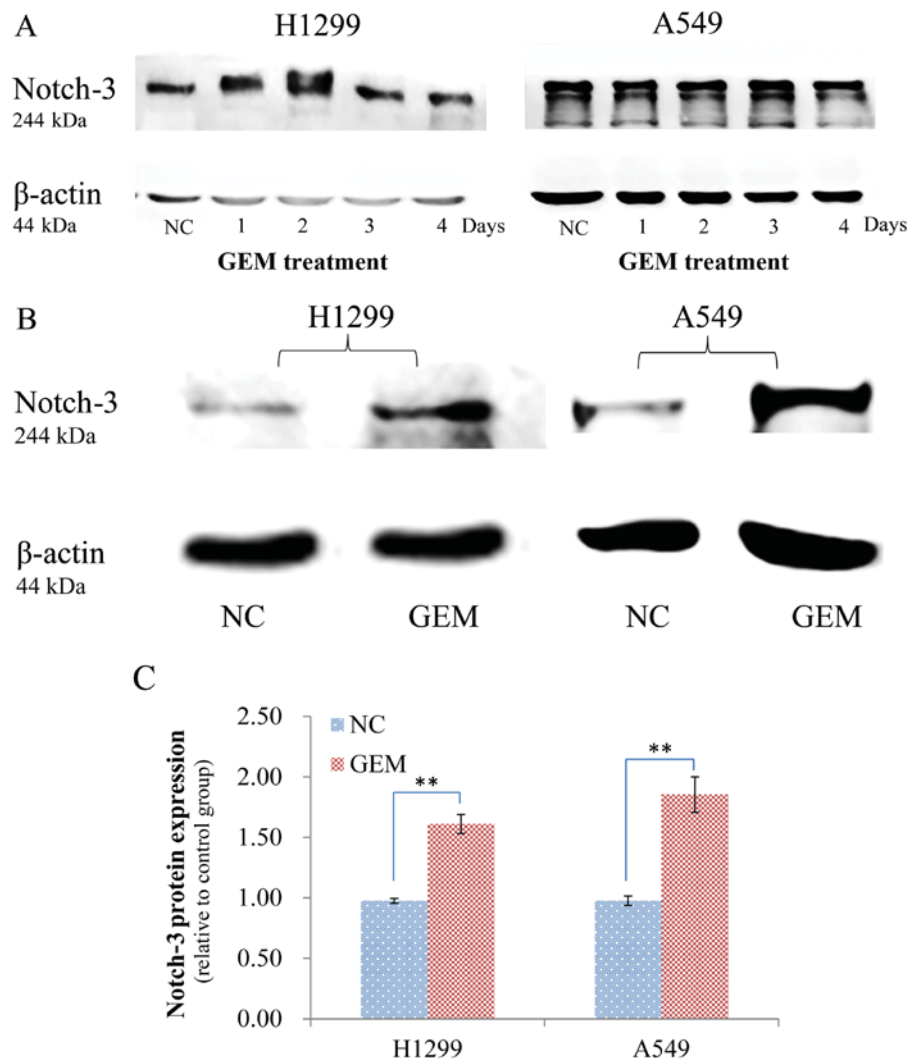 A
H1299
A549
Notch-3
244 kDa
β-actin
44 kDa
NC 1 2 3 4 Days
NC 1 2 3 4 Days
GEM treatment
GEM treatment
B
H1299
A549
Notch-3
244 kDa
β-actin
44 kDa
NC GEM NC GEM
C
Notch-3 protein expression
(relative to control group)
2.50
2.00
1.50
1.00
0.50
0.00
NC
GEM
**
**
H1299 A549